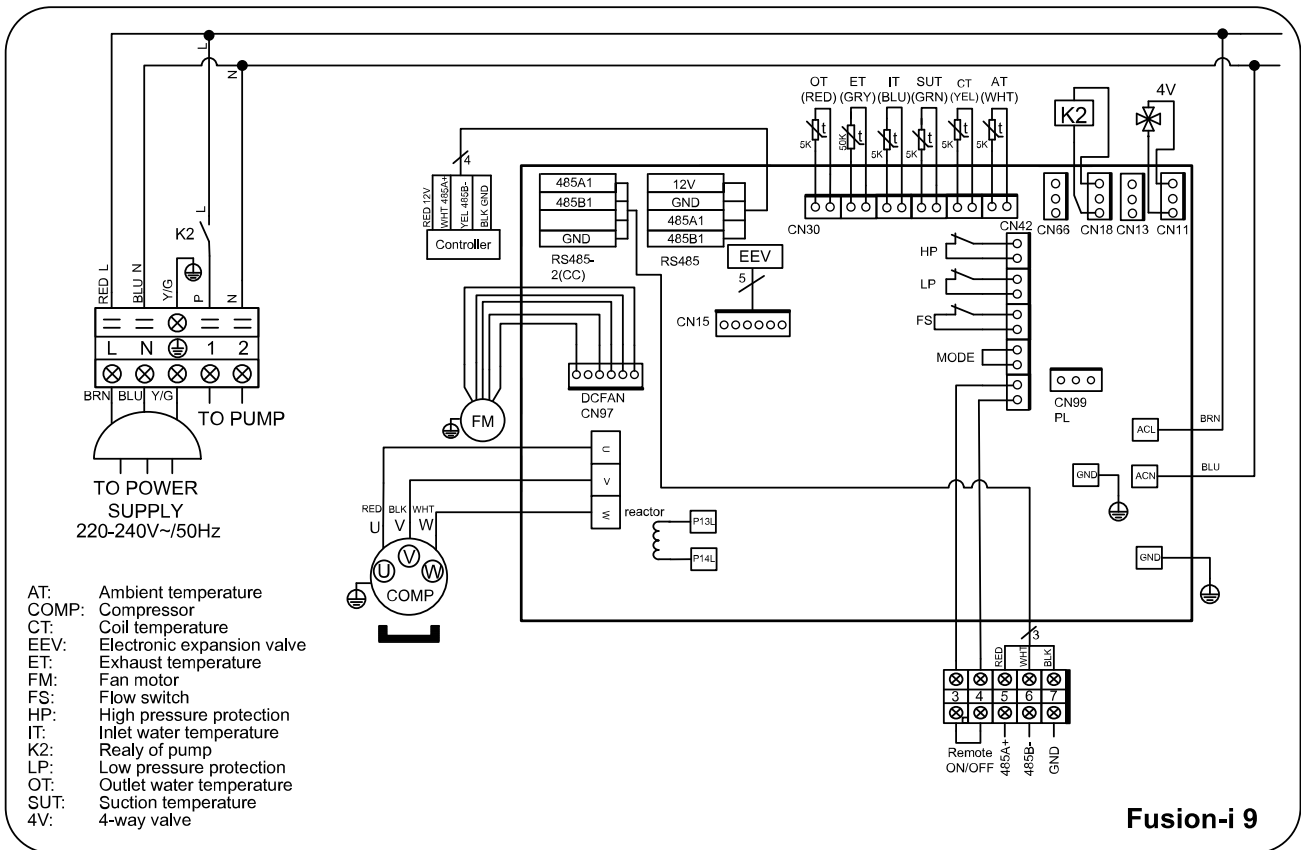 L
N
OT ET IT SUT CT AT
(RED) (GRY) (BLU) (GRN) (YEL) (WHT)
4V
K2
t t t t t t
5K 50K 5K 5K 5K 5K
4
RED 12V
WHT 485A+
YEL 485B-
BLK GND
Controller
485A1
485B1
GND
RS485-
2(CC)
12V
GND
485A1
485B1
RS485
CN30
CN42
CN66
CN18
CN13
CN11
EEV
5
CN15
HP
LP
FS
MODE
CN99
PL
L
K2
RED L
BLU N
Y/G
P
N
L N 1 2
BRN BLU Y/G
TO PUMP
TO POWER
SUPPLY
220-240V~/50Hz
DCFAN
CN97
FM
U
V
W
reactor
P13L
P14L
RED BLK WHT
U V W
U V W
COMP
ACL
BRN
GND
ACN
BLU
GND
3
RED
WHT
BLK
3 4 5 6 7
Remote
ON/OFF
485A+
485B-
GND
AT: Ambient temperature
COMP: Compressor
CT: Coil temperature
EEV: Electronic expansion valve
ET: Exhaust temperature
FM: Fan motor
FS: Flow switch
HP: High pressure protection
IT: Inlet water temperature
K2: Realy of pump
LP: Low pressure protection
OT: Outlet water temperature
SUT: Suction temperature
4V: 4-way valve
Fusion-i 9